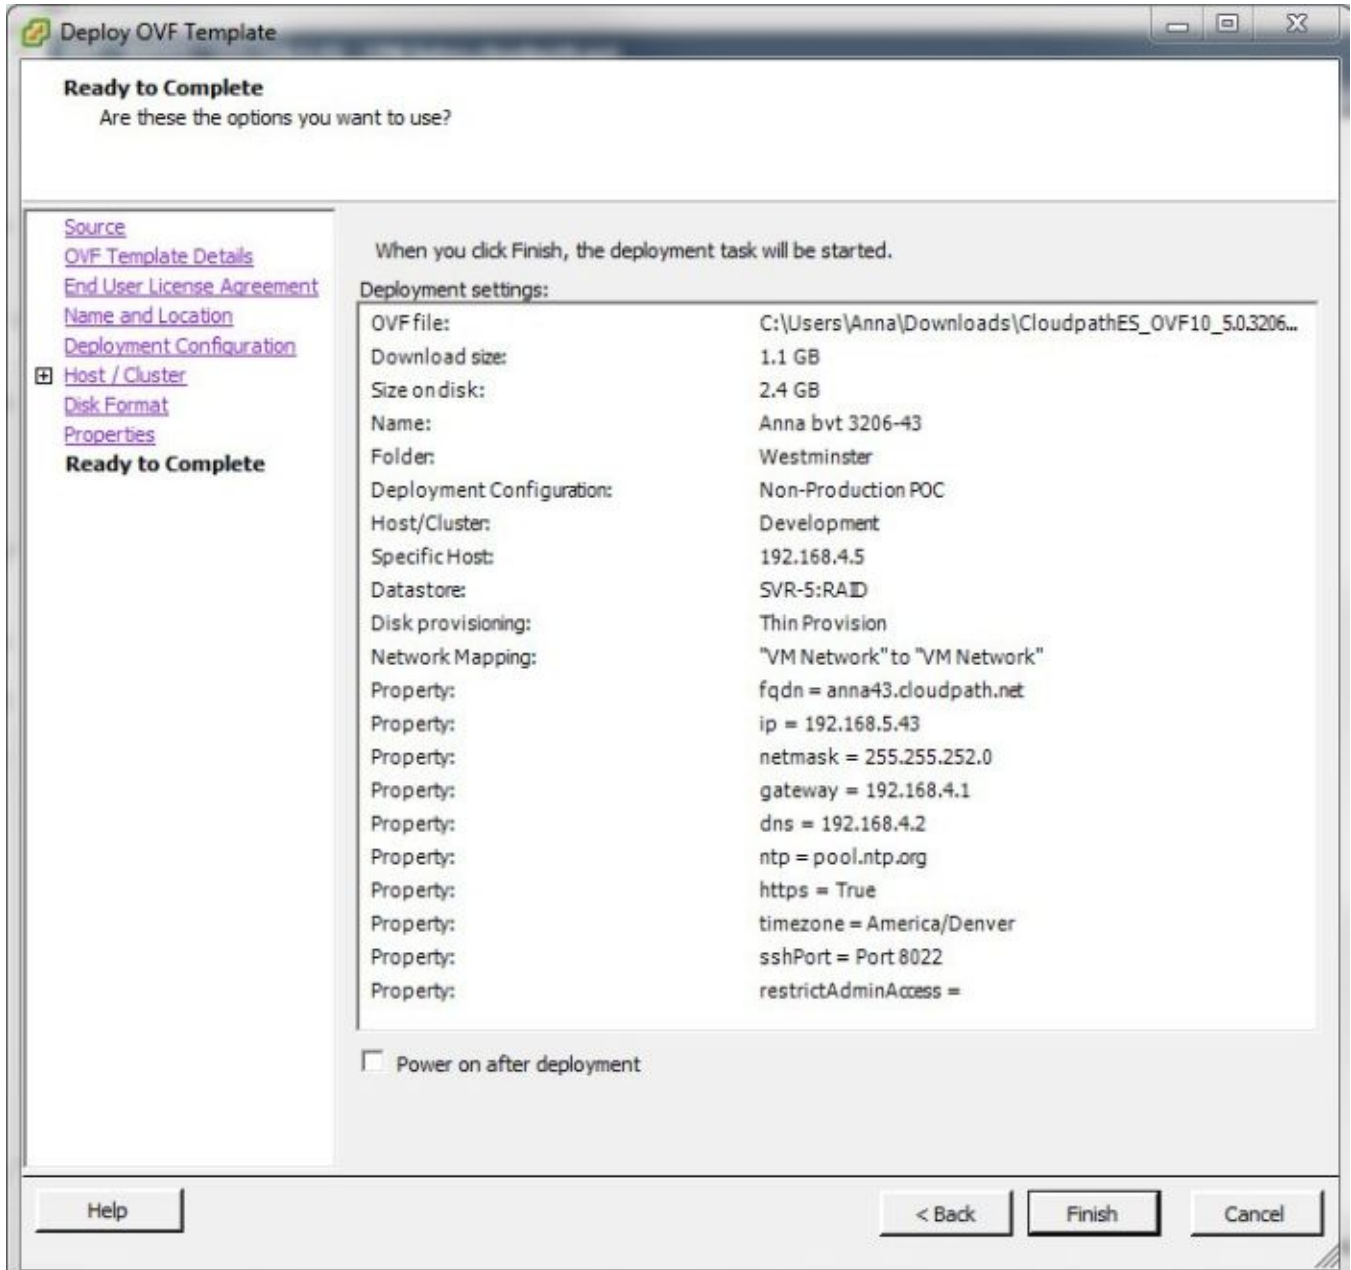 Deploy OVF Template
Ready to Complete
Are these the options you want to use?
Source
OVF Template Details
End User License Agreement
Name and Location
Deployment Configuration
Host / Cluster
Disk Format
Properties
Ready to Complete
When you click Finish, the deployment task will be started.
Deployment settings:
OVF file: C:\Users\Anna\Downloads\CloudpathES_OVF10_5.0.3206...
Download size: 1.1 GB
Size on disk: 2.4 GB
Name: Anna bvt 3206-43
Folder: Westminster
Deployment Configuration: Non-Production POC
Host/Cluster: Development
Specific Host: 192.168.4.5
Datastore: SVR-5:RAID
Disk provisioning: Thin Provision
Network Mapping: "VM Network" to "VM Network"
Property: fqdn = anna43.cloudpath.net
Property: ip = 192.168.5.43
Property: netmask = 255.255.252.0
Property: gateway = 192.168.4.1
Property: dns = 192.168.4.2
Property: ntp = pool.ntp.org
Property: https = True
Property: timezone = America/Denver
Property: sshPort = Port 8022
Property: restrictAdminAccess =
Power on after deployment
Help
< Back
Finish
Cancel